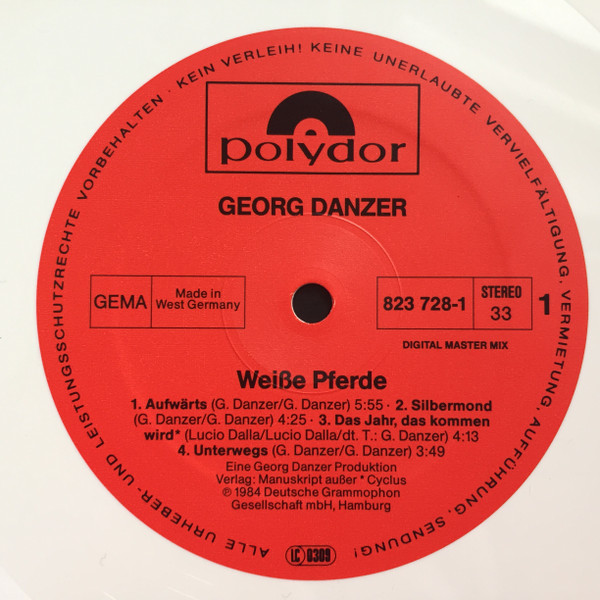 ALLE URHEBER- UND LEISTUNGSSCHUTZRECHTE VORBEHALTEN · KEIN VERLEIH! KEINE UNERLAUBTE VERVIELFÄLTIGUNG, VERMIETUNG, AUFFÜHRUNG, SENDUNG!
polydor
GEORG DANZER
GEMA
Made in
West Germany
823 728-1
STEREO
33
1
DIGITAL MASTER MIX
Weiße Pferde
1. Aufwärts (G. Danzer/G. Danzer) 5:55 · 2. Silbermond
(G. Danzer/G. Danzer) 4:25 · 3. Das Jahr, das kommen
wird* (Lucio Dalla/Lucio Dalla/dt. T.: G. Danzer) 4:13
4. Unterwegs (G. Danzer/G. Danzer) 3:49
Eine Georg Danzer Produktion
Verlag: Manuskript außer * Cyclus
℗ 1984 Deutsche Grammophon
Gesellschaft mbH, Hamburg
LC 0309